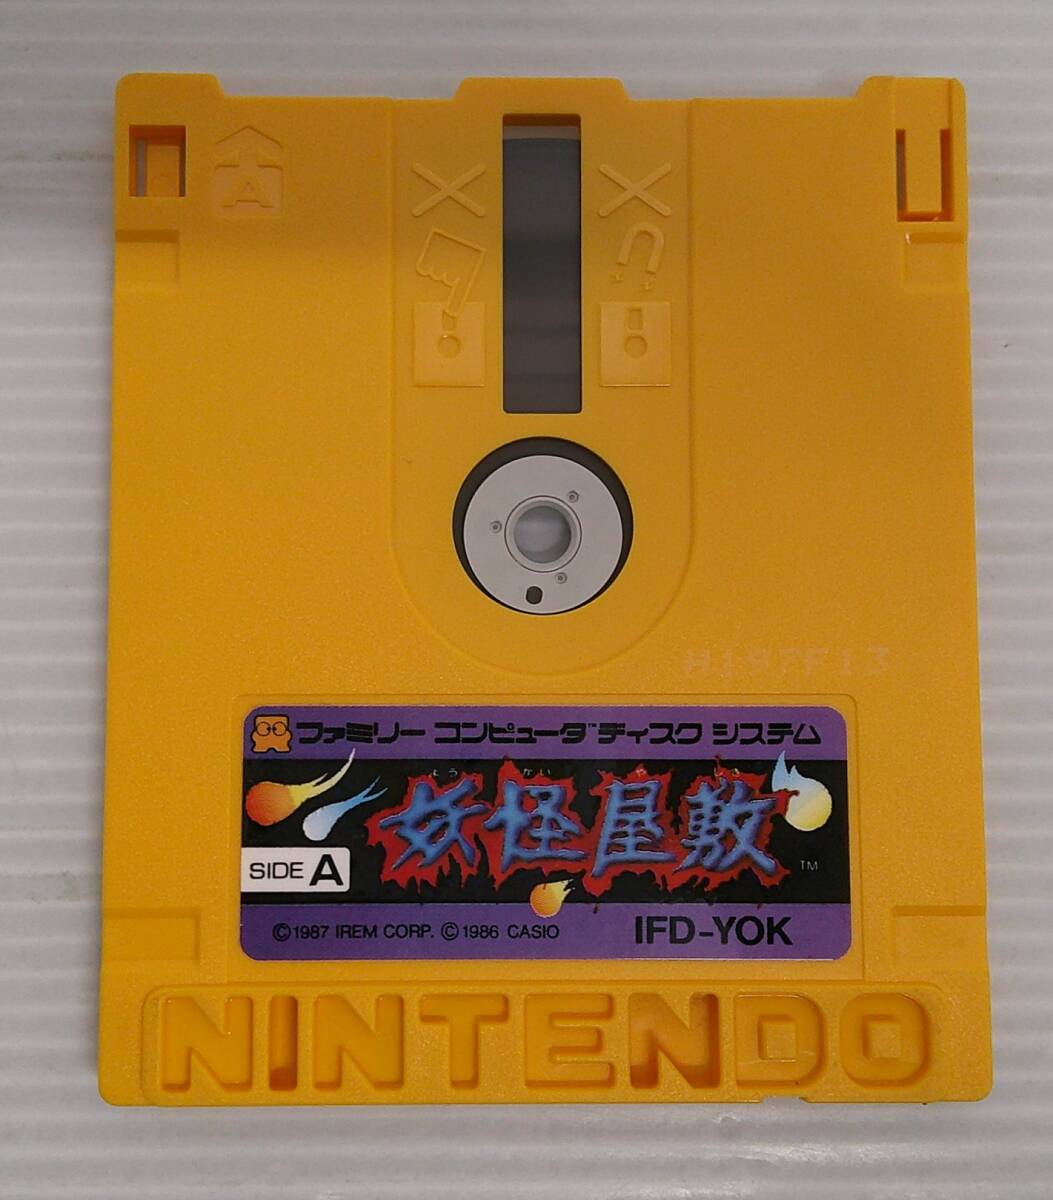 A
H197F13
ファミリー コンピュータ™ ディスク システム
ようかいやしき
妖怪屋敷
TM
SIDE A
©1987 IREM CORP. ©1986 CASIO
IFD-YOK
NINTENDO